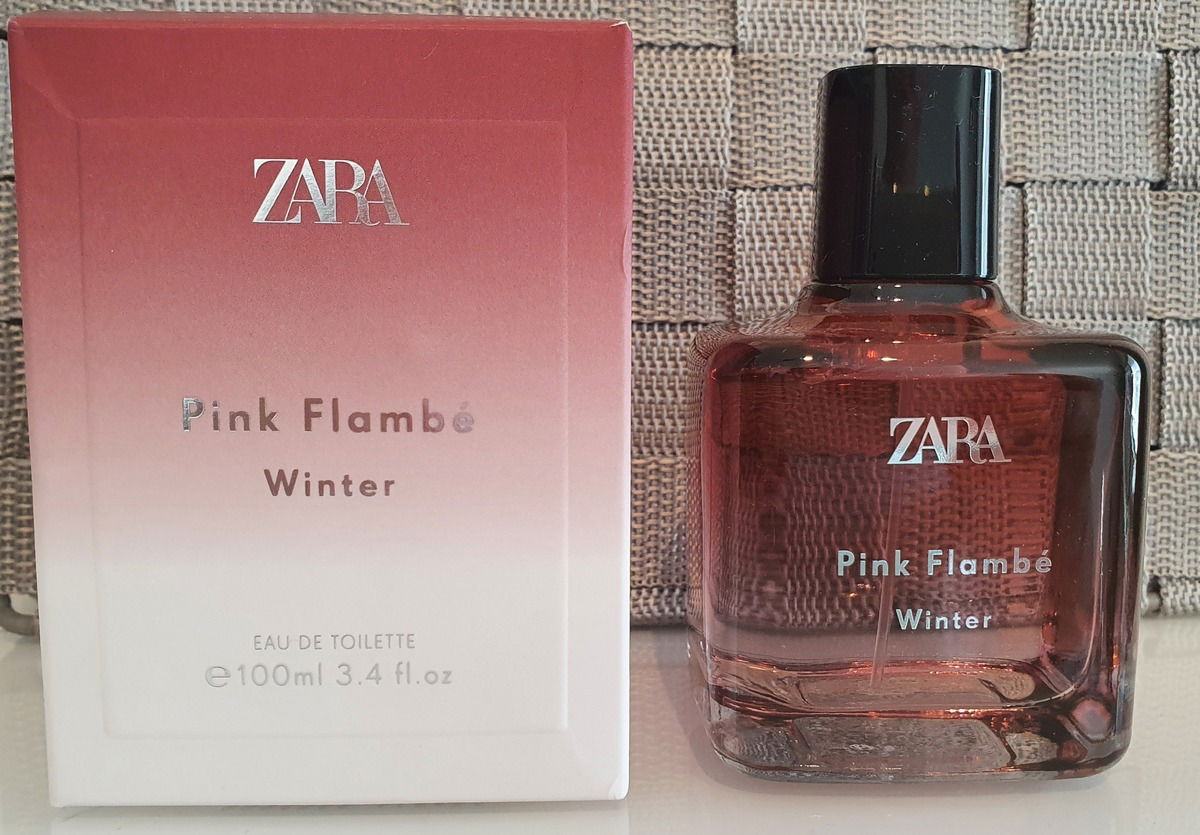 ZARA
Pink Flambé
Winter
EAU DE TOILETTE
℮100ml 3.4 fl.oz
ZARA
Pink Flambé
Winter